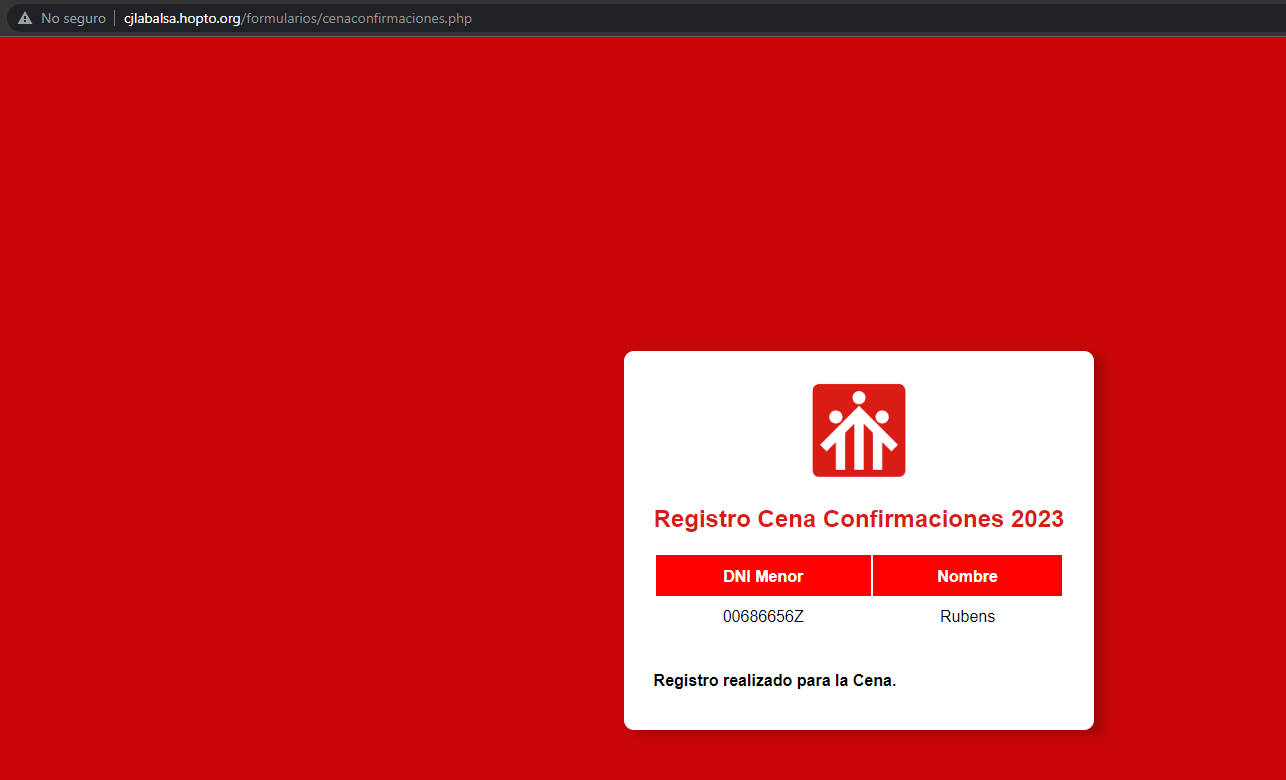 No seguro cjlabalsa.hopto.org/formularios/cenaconfirmaciones.php
Registro Cena Confirmaciones 2023
DNI Menor Nombre
00686656Z Rubens
Registro realizado para la Cena.